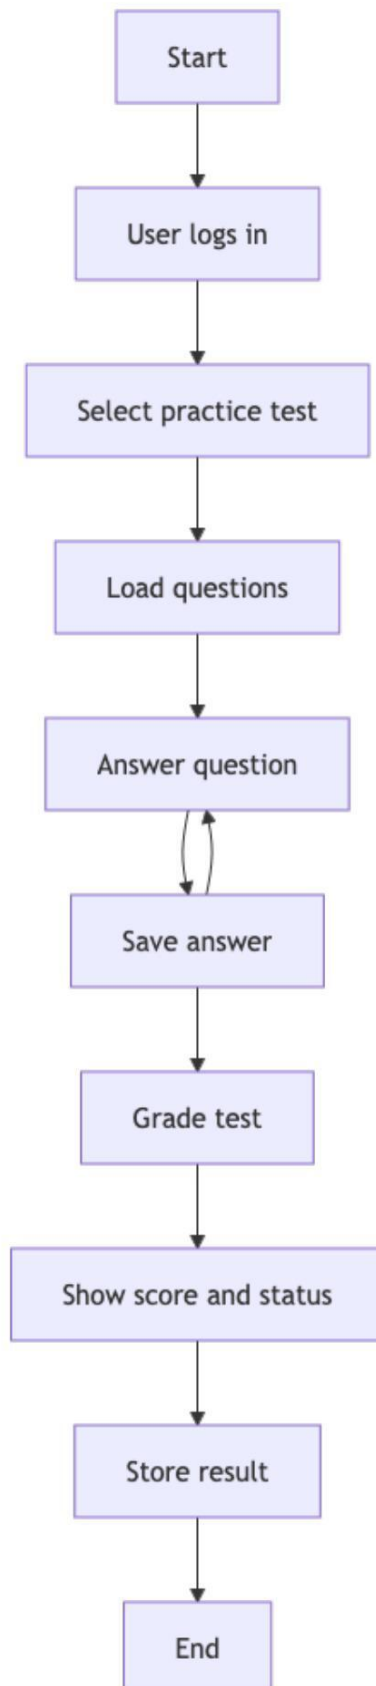 Start
User logs in
Select practice test
Load questions
Answer question
Save answer
Grade test
Show score and status
Store result
End